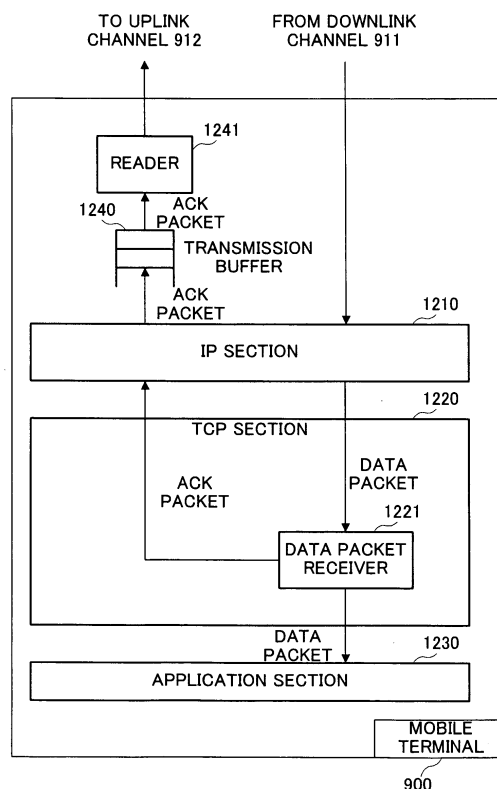 TO UPLINK
CHANNEL 912
FROM DOWNLINK
CHANNEL 911
1241
READER
1240
ACK
PACKET
TRANSMISSION
BUFFER
ACK
PACKET
1210
IP SECTION
1220
TCP SECTION
ACK
PACKET
DATA
PACKET
1221
DATA PACKET
RECEIVER
DATA
PACKET
1230
APPLICATION SECTION
MOBILE
TERMINAL
900